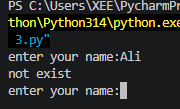 PS C:\Users\XEE\PycharmPr
thon\Python314\python.exe
3.py"
enter your name:Ali
not exist
enter your name: